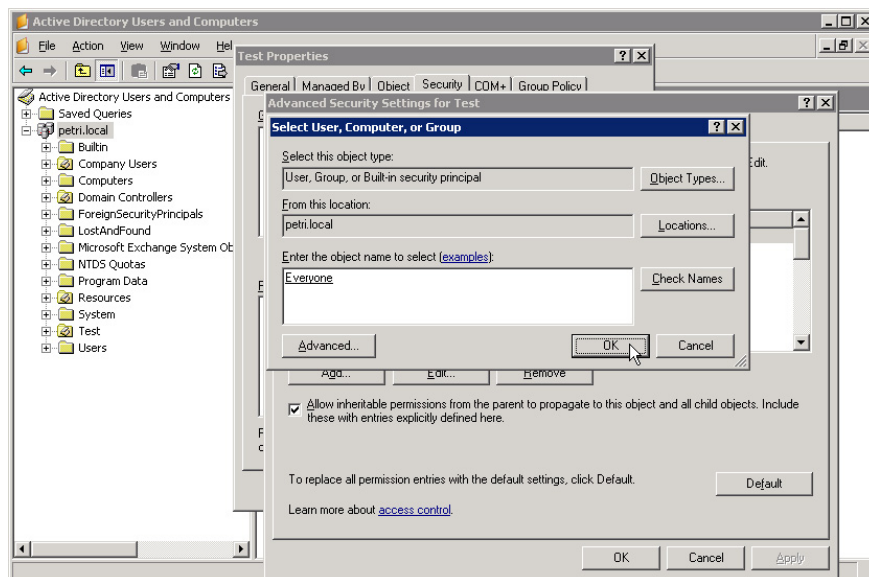 Active Directory Users and Computers
File Action View Window Hel
Test Properties
General Managed By Object Security COM+ Group Policy
Active Directory Users and Computers
Saved Queries
petri.local
Builtin
Company Users
Computers
Domain Controllers
ForeignSecurityPrincipals
LostAndFound
Microsoft Exchange System Ob
NTDS Quotas
Program Data
Resources
System
Test
Users
Advanced Security Settings for Test
Select User, Computer, or Group
Select this object type:
User, Group, or Built-in security principal
Object Types...
From this location:
petri.local
Locations...
Enter the object name to select (examples):
Everyone
Check Names
Advanced...
OK
Cancel
Edit.
Add... Edit... Remove
Allow inheritable permissions from the parent to propagate to this object and all child objects. Include
these with entries explicitly defined here.
To replace all permission entries with the default settings, click Default.
Default
Learn more about access control.
OK
Cancel
Apply